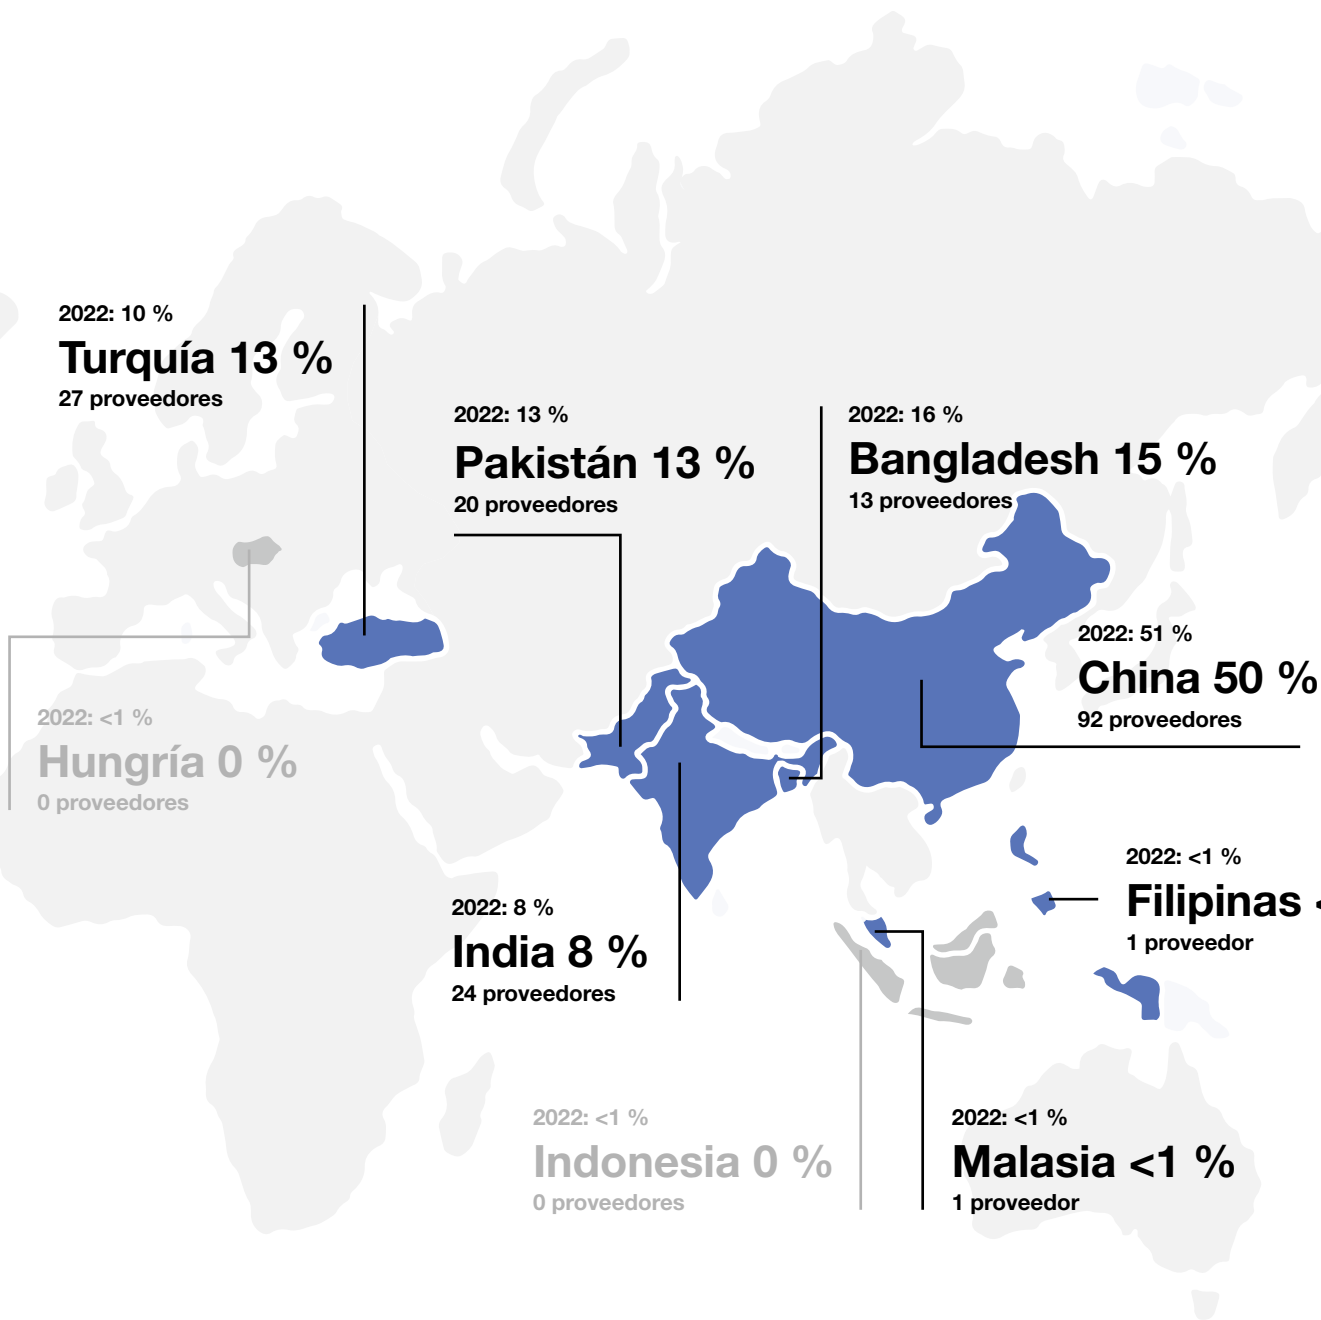 2022: 10 %
Turquía 13 %
27 proveedores
2022: 13 %
Pakistán 13 %
20 proveedores
2022: 16 %
Bangladesh 15 %
13 proveedores
2022: 51 %
China 50 %
92 proveedores
2022: <1 %
Hungría 0 %
0 proveedores
2022: <1 %
Filipinas <
1 proveedor
2022: 8 %
India 8 %
24 proveedores
2022: <1 %
Indonesia 0 %
0 proveedores
2022: <1 %
Malasia <1 %
1 proveedor